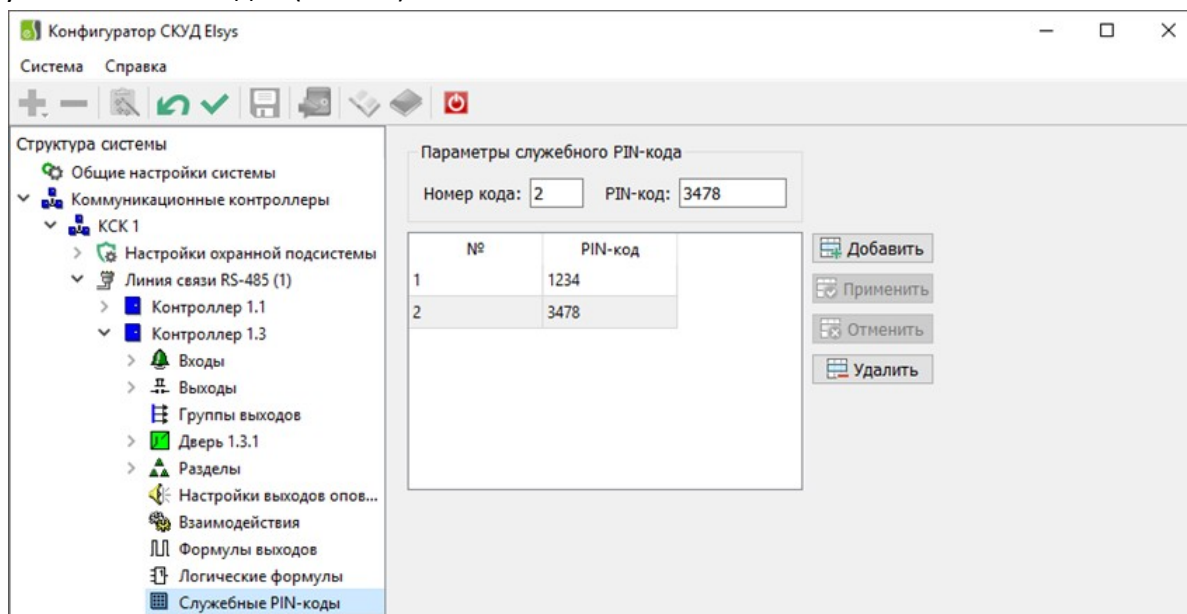 Конфигуратор СКУД Elsys
Система Справка
Структура системы
Общие настройки системы
Коммуникационные контроллеры
КСК 1
Настройки охранной подсистемы
Линия связи RS-485 (1)
Контроллер 1.1
Контроллер 1.3
Входы
Выходы
Группы выходов
Дверь 1.3.1
Разделы
Настройки выходов опов...
Взаимодействия
Формулы выходов
Логические формулы
Служебные PIN-коды
Параметры служебного PIN-кода
Номер кода: 2 PIN-код: 3478
№ PIN-код
1 1234
2 3478
Добавить
Применить
Отменить
Удалить